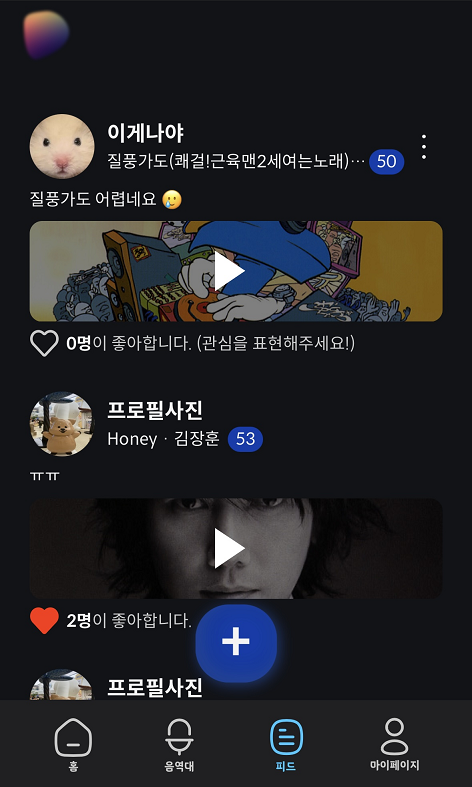 이게나야
질풍가도(쾌걸!근육맨2세여는노래)… 50
질풍가도 어렵네요 🥲
0명이 좋아합니다. (관심을 표현해주세요!)
프로필사진
Honey · 김장훈 53
ㅠㅠ
2명이 좋아합니다.
프로필사진
홈
음역대
피드
마이페이지